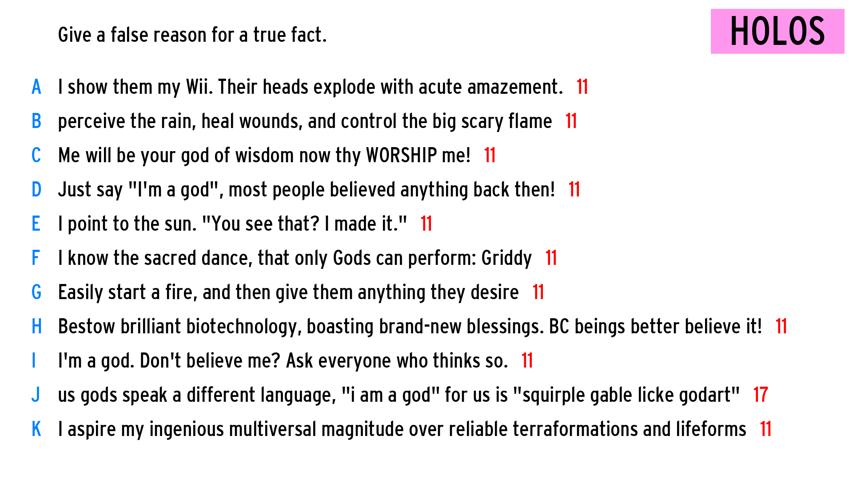 Give a false reason for a true fact.
HOLOS
A I show them my Wii. Their heads explode with acute amazement. 11
B perceive the rain, heal wounds, and control the big scary flame 11
C Me will be your god of wisdom now thy WORSHIP me! 11
D Just say "I'm a god", most people believed anything back then! 11
E I point to the sun. "You see that? I made it." 11
F I know the sacred dance, that only Gods can perform: Griddy 11
G Easily start a fire, and then give them anything they desire 11
H Bestow brilliant biotechnology, boasting brand-new blessings. BC beings better believe it! 11
I I'm a god. Don't believe me? Ask everyone who thinks so. 11
J us gods speak a different language, "i am a god" for us is "squirple gable licke godart" 17
K I aspire my ingenious multiversal magnitude over reliable terraformations and lifeforms 11